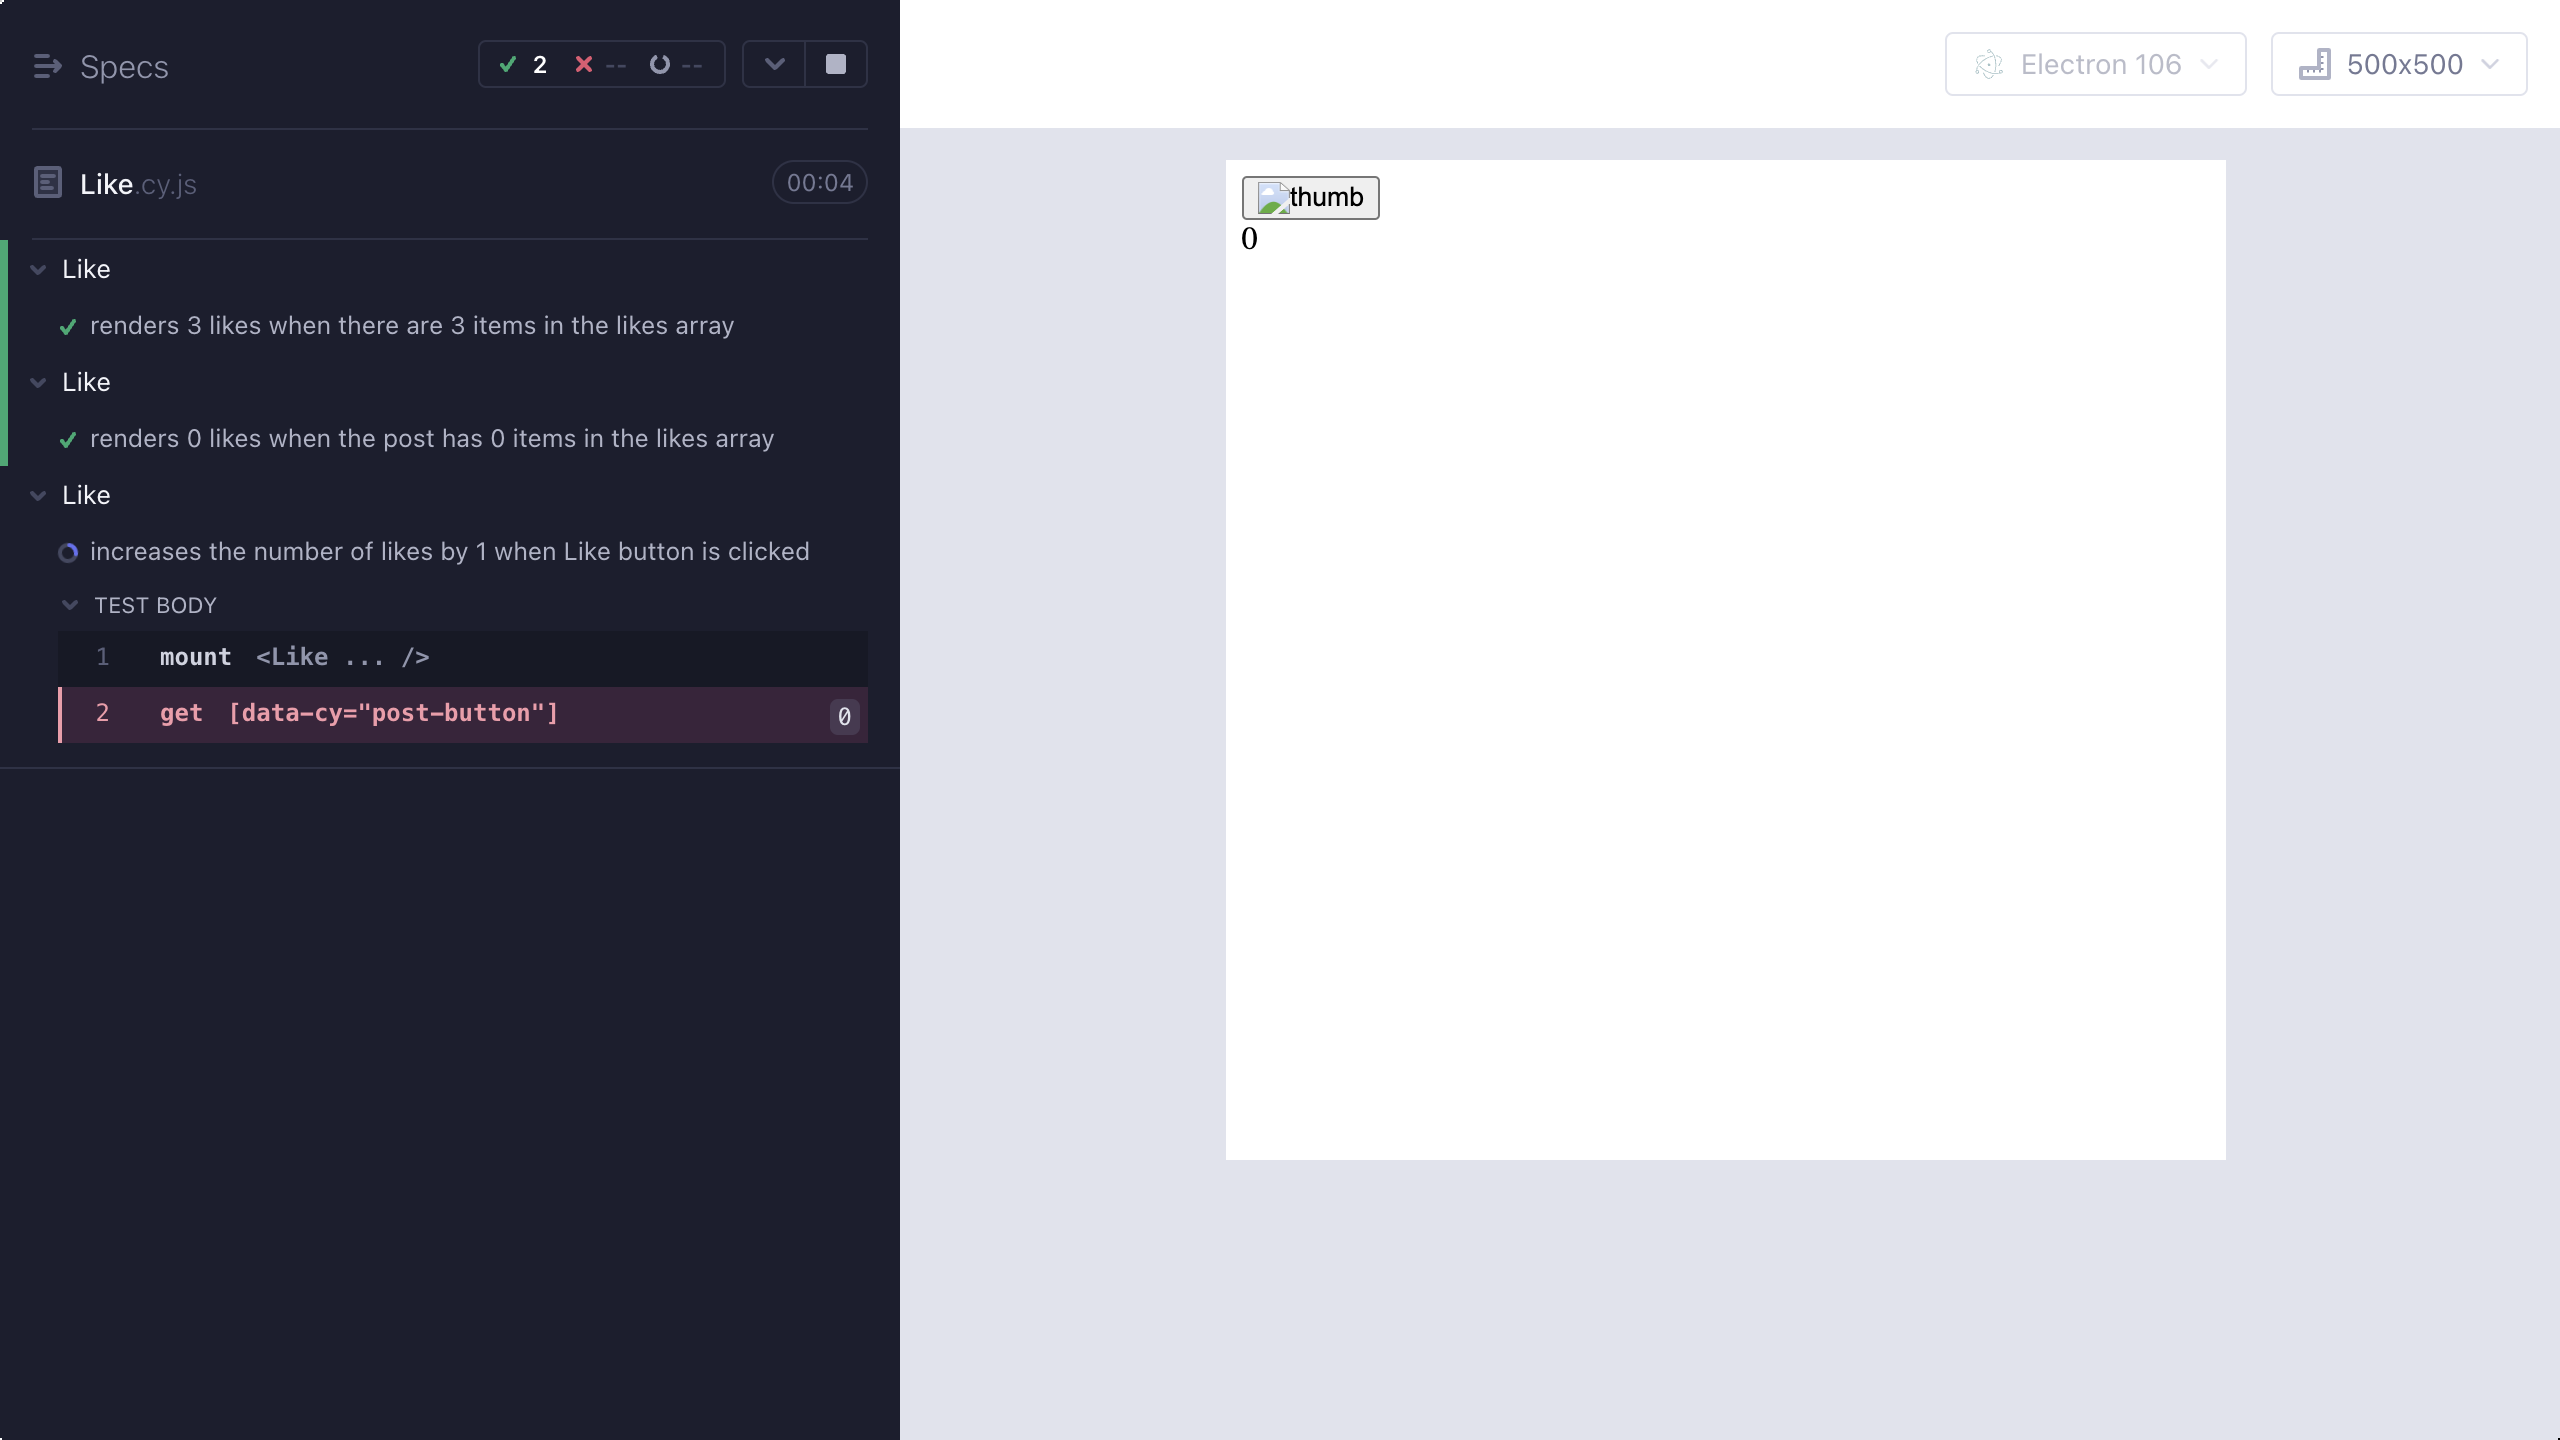 Specs
2
--
--
Electron 106
500x500
Like.cy.js
00:04
thumb
0
Like
renders 3 likes when there are 3 items in the likes array
Like
renders 0 likes when the post has 0 items in the likes array
Like
increases the number of likes by 1 when Like button is clicked
TEST BODY
1 mount <Like ... />
2 get [data-cy="post-button"] 0